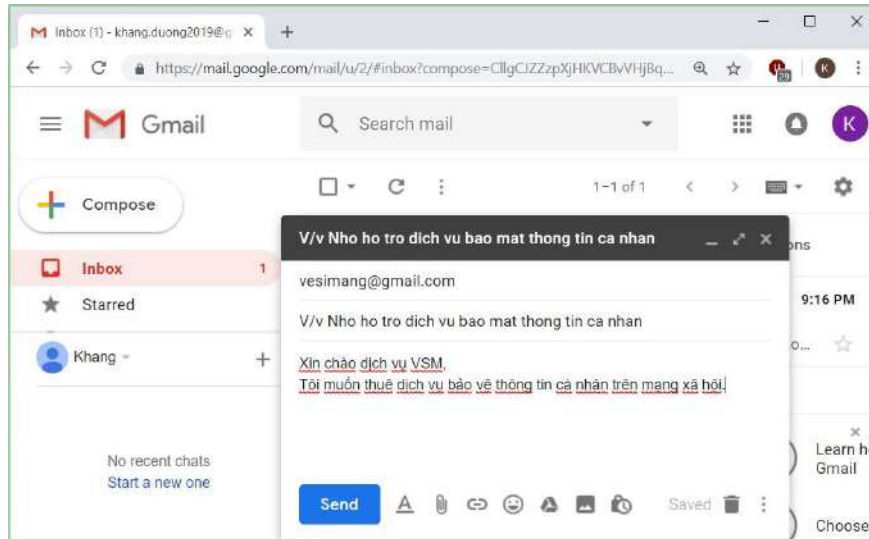 Inbox (1) - khang.duong2019@g
https://mail.google.com/mail/u/2/#inbox?compose=CllgCJZZzpXjHKVCBvVHjBq...
29
K
Gmail
Search mail
K
Compose
1–1 of 1
Inbox 1
Starred
Khang
No recent chats
Start a new one
V/v Nho ho tro dich vu bao mat thong tin ca nhan
vesimang@gmail.com
V/v Nho ho tro dich vu bao mat thong tin ca nhan
Xin chào dịch vụ VSM,
Tôi muốn thuê dịch vụ bảo vệ thông tin cá nhân trên mạng xã hội.
Send
Saved
ons
9:16 PM
o...
Learn h
Gmail
Choose